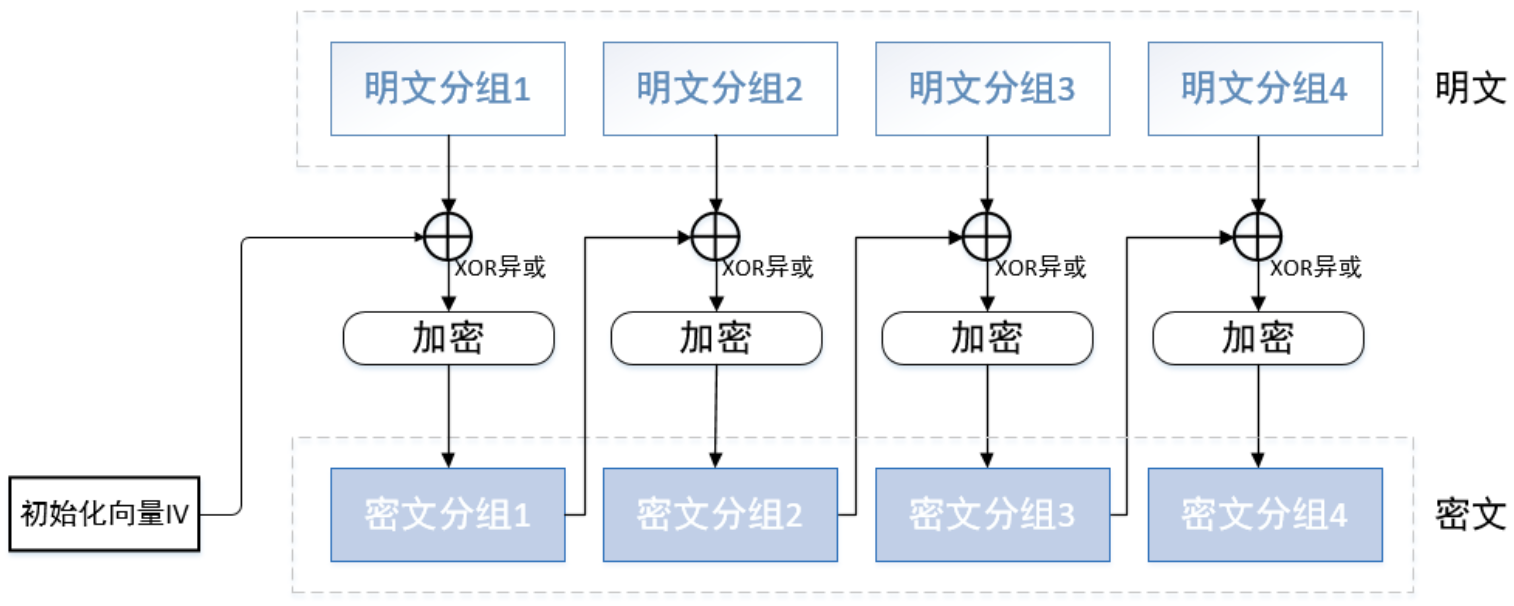 明文分组1
明文分组2
明文分组3
明文分组4
明文
XOR异或
XOR异或
XOR异或
XOR异或
加密
加密
加密
加密
初始化向量IV
密文分组1
密文分组2
密文分组3
密文分组4
密文